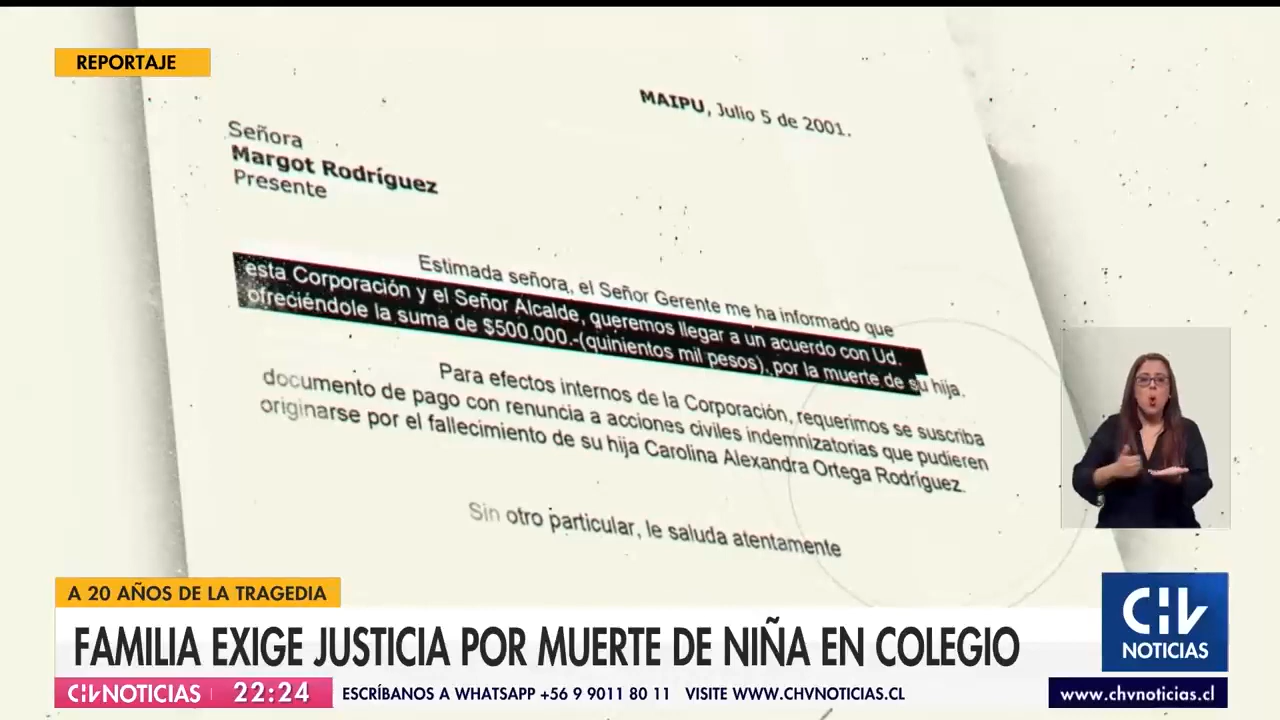 REPORTAJE
MAIPU, Julio 5 de 2001.
Señora
Margot Rodríguez
Presente
Estimada señora, el Señor Gerente me ha informado que
esta Corporación y el Señor Alcalde, queremos llegar a un acuerdo con Ud.
ofreciéndole la suma de $500.000.-(quinientos mil pesos), por la muerte de su hija.
Para efectos internos de la Corporación, requerimos se suscriba
documento de pago con renuncia a acciones civiles indemnizatorias que pudieren
originarse por el fallecimiento de su hija Carolina Alexandra Ortega Rodríguez.
Sin otro particular, le saluda atentamente
A 20 AÑOS DE LA TRAGEDIA
FAMILIA EXIGE JUSTICIA POR MUERTE DE NIÑA EN COLEGIO
CHV NOTICIAS
CHVNOTICIAS 22:24 ESCRÍBANOS A WHATSAPP +56 9 9011 80 11 VISITE WWW.CHVNOTICIAS.CL
www.chvnoticias.cl